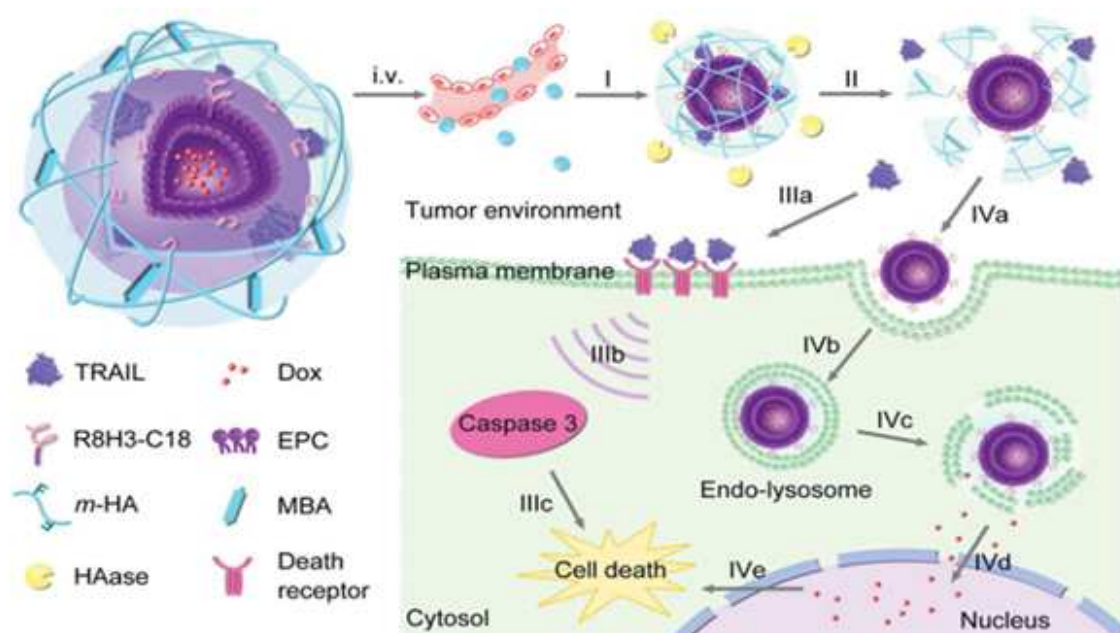 i.v.
I
II
IIIa
IVa
Tumor environment
Plasma membrane
IIIb
IVb
Caspase 3
IVc
Endo-lysosome
IIIc
Cell death
IVd
IVe
Cytosol
Nucleus
TRAIL
Dox
R8H3-C18
EPC
m-HA
MBA
HAase
Death
receptor